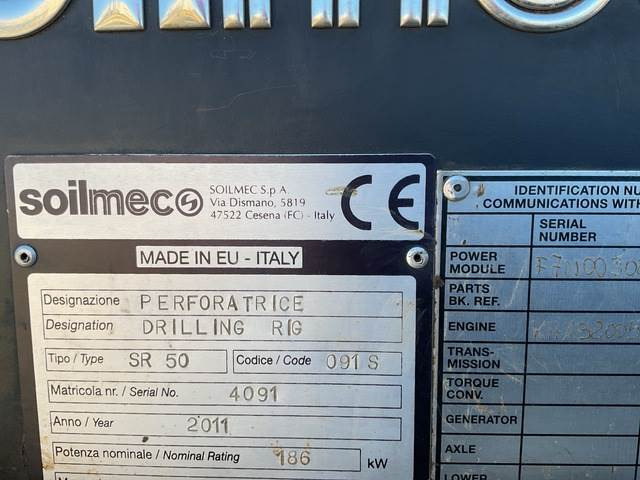 soilmec
SOILMEC S.p.A.
Via Dismano, 5819
47522 Cesena (FC) - Italy
CE
MADE IN EU - ITALY
Designazione PERFORATRICE
Designation DRILLING RIG
Tipo / Type SR 50 Codice / Code 091 S
Matricola nr. / Serial No. 4091
Anno / Year 2011
Potenza nominale / Nominal Rating 186 kW
IDENTIFICATION
COMMUNICATIONS
SERIAL
NUMBER
POWER
MODULE
PARTS
BK. REF.
ENGINE
TRANS-
MISSION
TORQUE
CONV.
GENERATOR
AXLE
LOWER